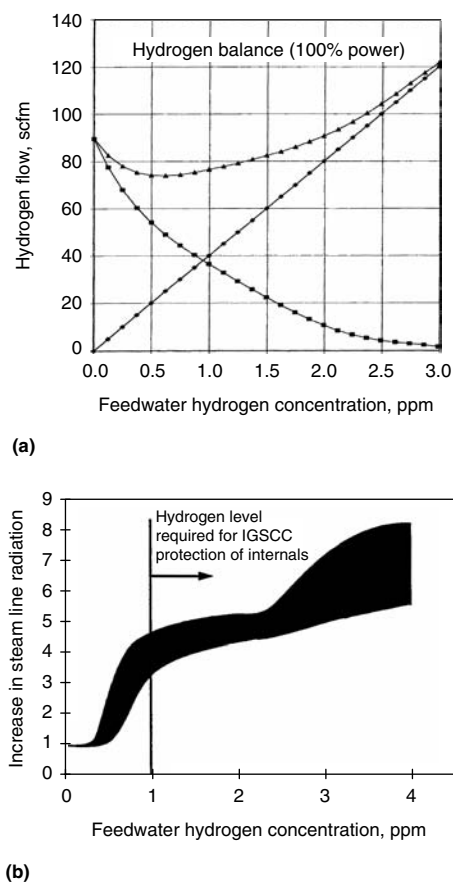 140
Hydrogen balance (100% power)
120
100
80
60
40
20
0
Hydrogen flow, scfm
0.0 0.5 1.0 1.5 2.0 2.5 3.0
Feedwater hydrogen concentration, ppm
(a)
9
Hydrogen level
required for IGSCC
protection of internals
8
7
6
5
4
3
2
1
0
Increase in steam line radiation
0 1 2 3 4
Feedwater hydrogen concentration, ppm
(b)